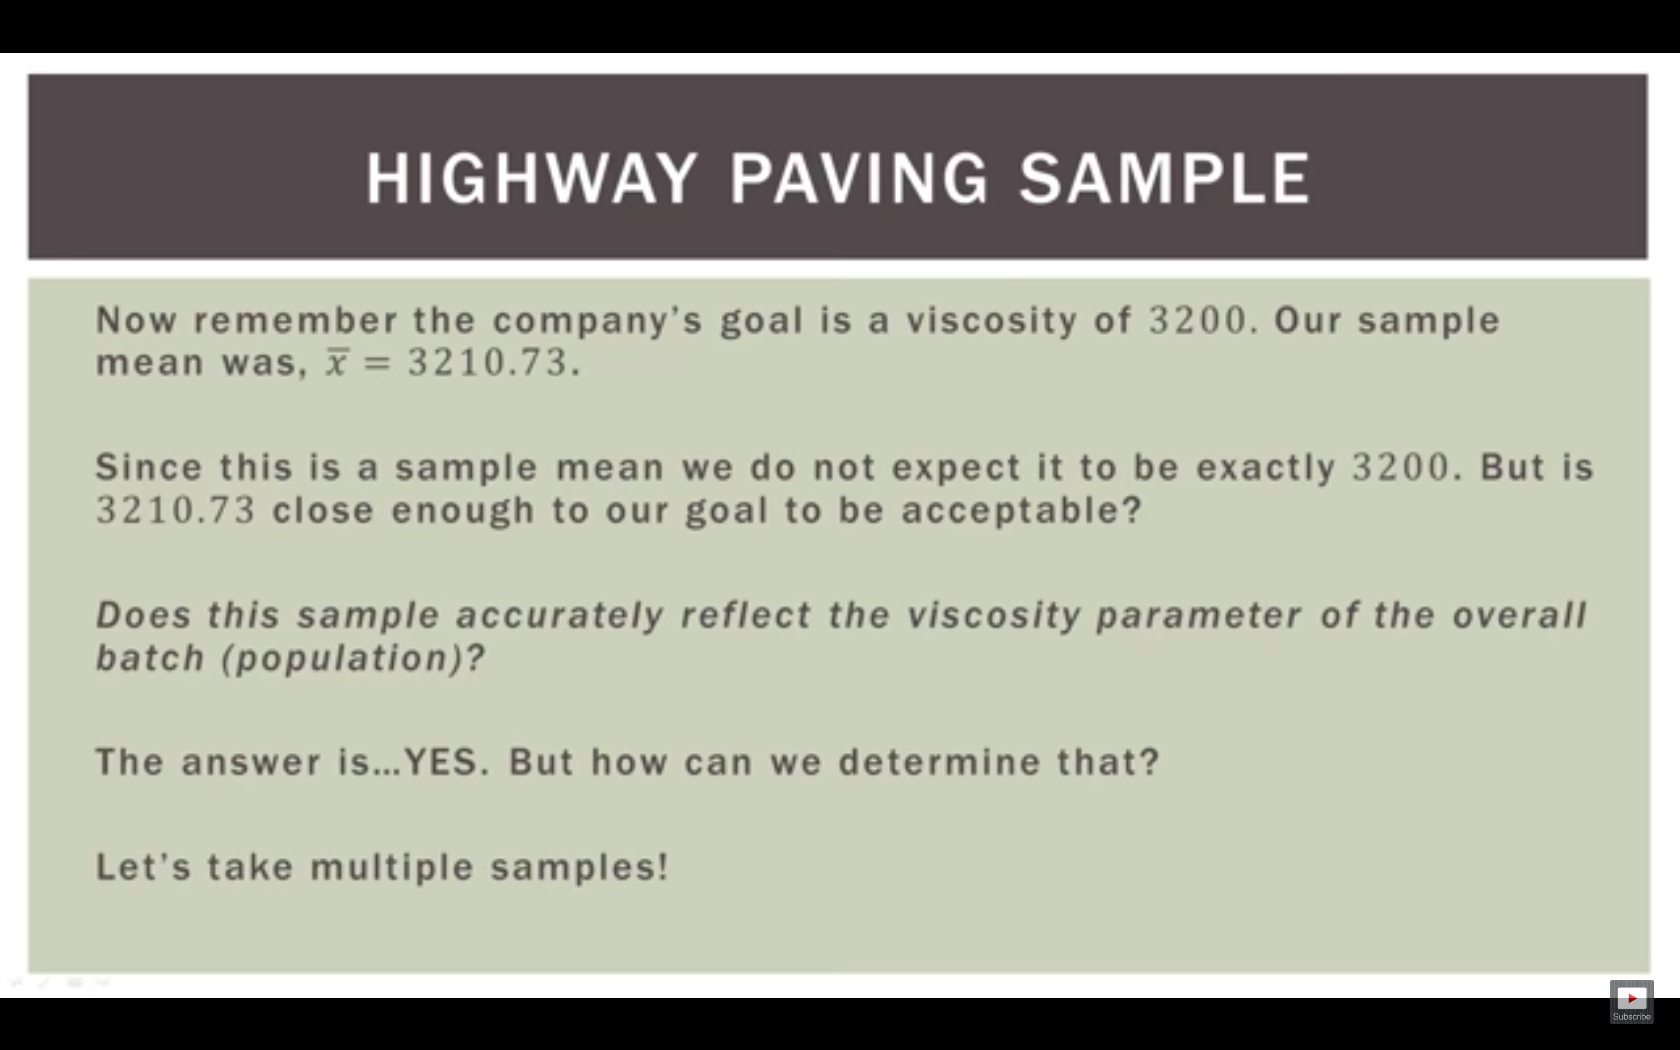 HIGHWAY PAVING SAMPLE
Now remember the company's goal is a viscosity of 3200. Our sample
mean was, x̅ = 3210.73.
Since this is a sample mean we do not expect it to be exactly 3200. But is
3210.73 close enough to our goal to be acceptable?
Does this sample accurately reflect the viscosity parameter of the overall
batch (population)?
The answer is…YES. But how can we determine that?
Let's take multiple samples!
Subscribe